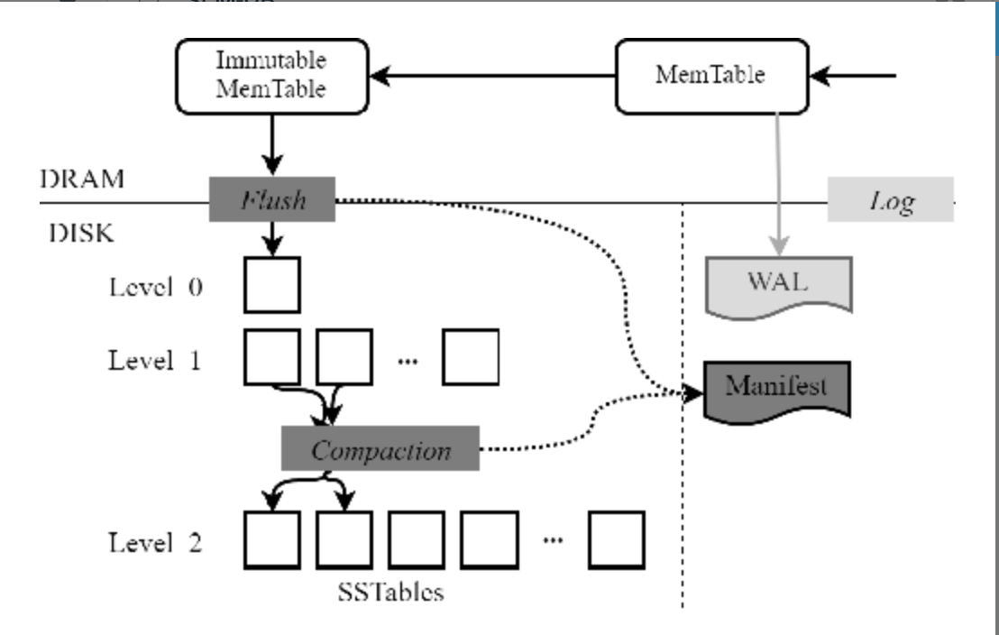 Immutable
MemTable
MemTable
DRAM
Flush
Log
DISK
Level 0
WAL
Level 1
...
Manifest
Compaction
Level 2
...
SSTables